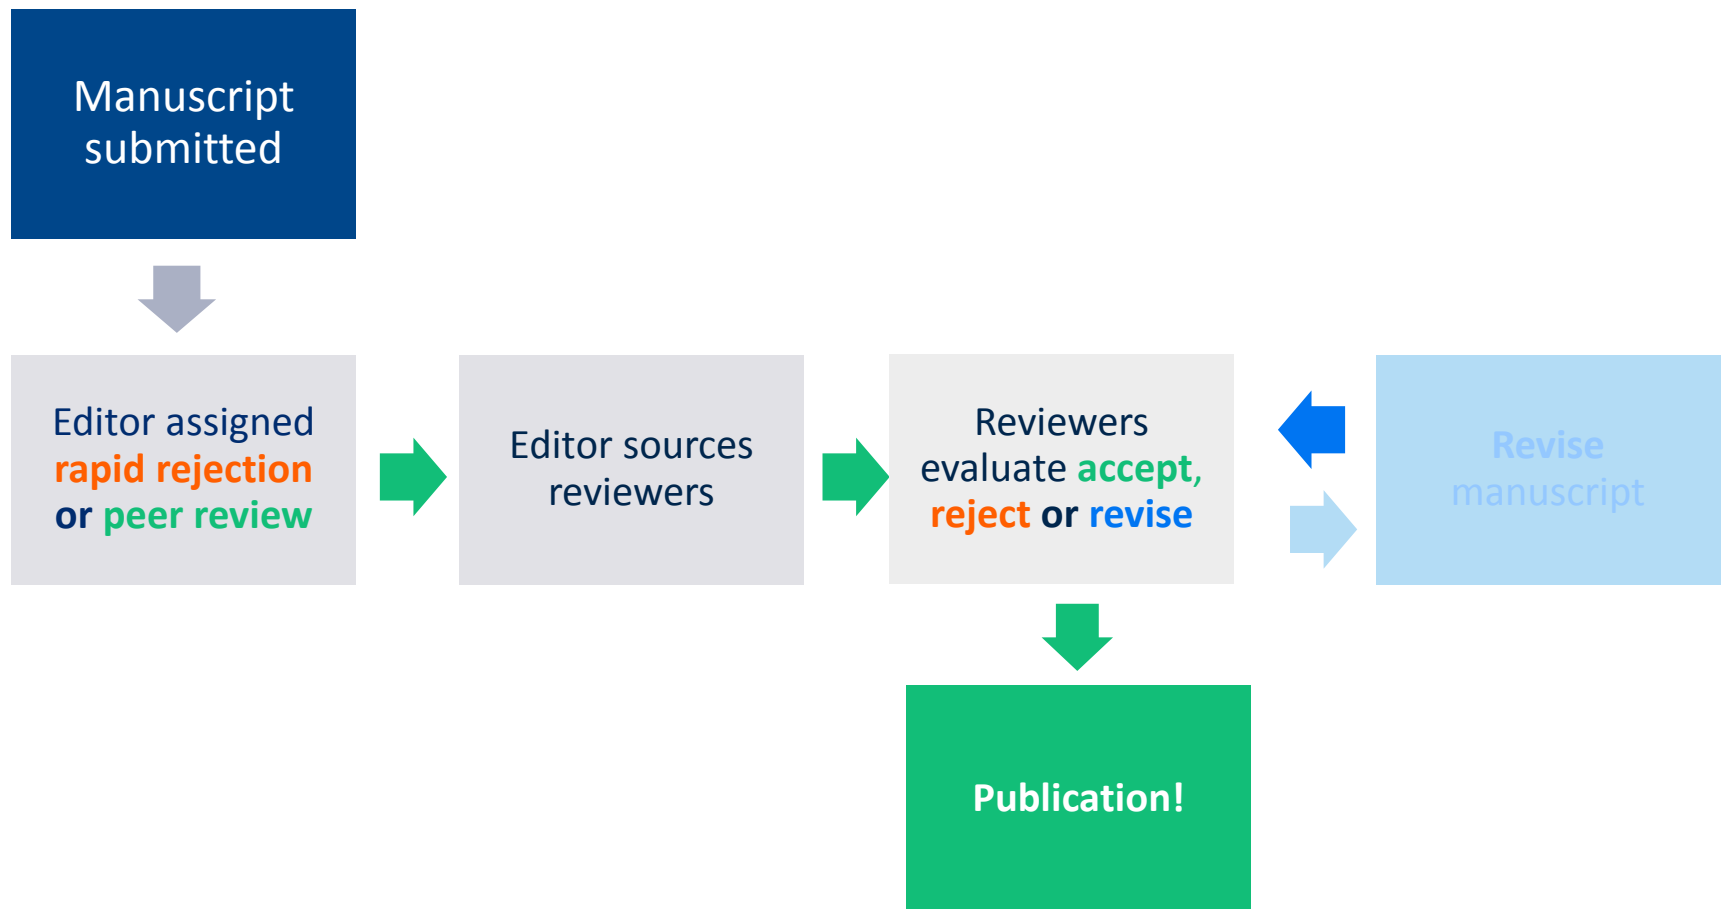 Manuscript
submitted
Editor assigned
rapid rejection
or peer review
Editor sources
reviewers
Reviewers
evaluate accept,
reject or revise
Revise
manuscript
Publication!